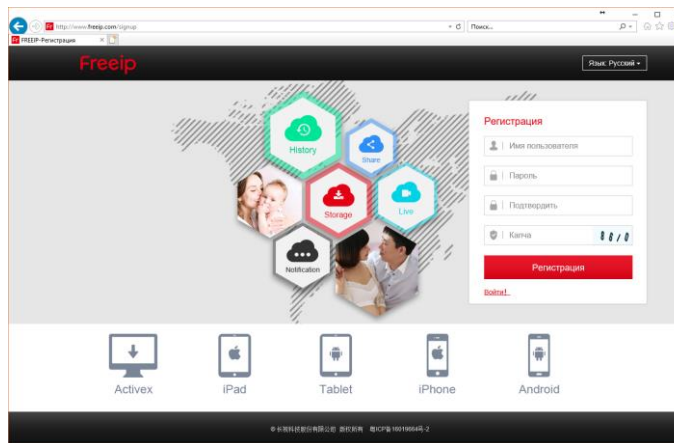 http://www.freeip.com/signup
Поиск...
FREEIP-Регистрация
Freeip
Язык: Русский
History
Share
Storage
Live
Notification
Регистрация
Имя пользователя
Пароль
Подтвердить
Капча
Регистрация
Войти!
Activex
iPad
Tablet
iPhone
Android